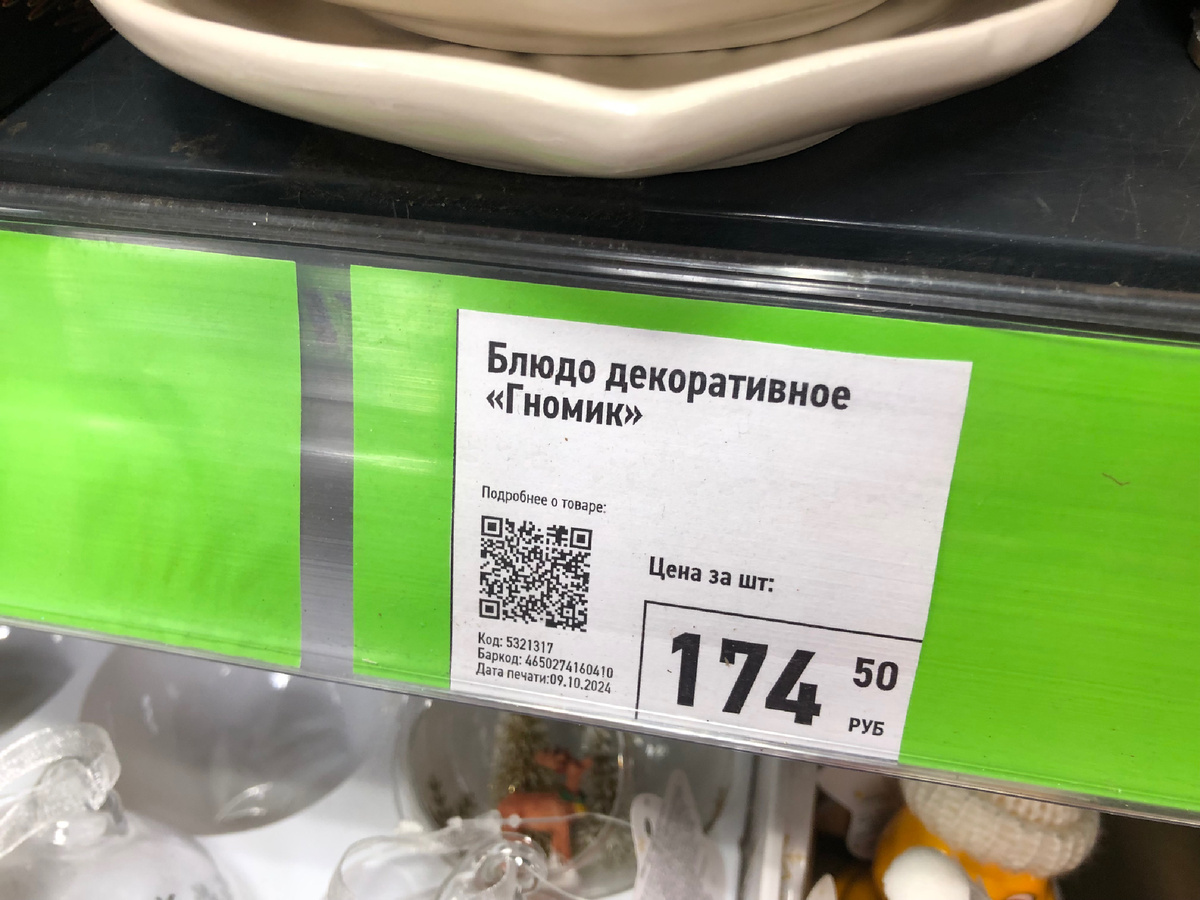 Блюдо декоративное
«Гномик»
Подробнее о товаре:
Цена за шт:
Код: 5321317
Баркод: 4650274160410
Дата печати:09.10.2024
174 50
РУБ